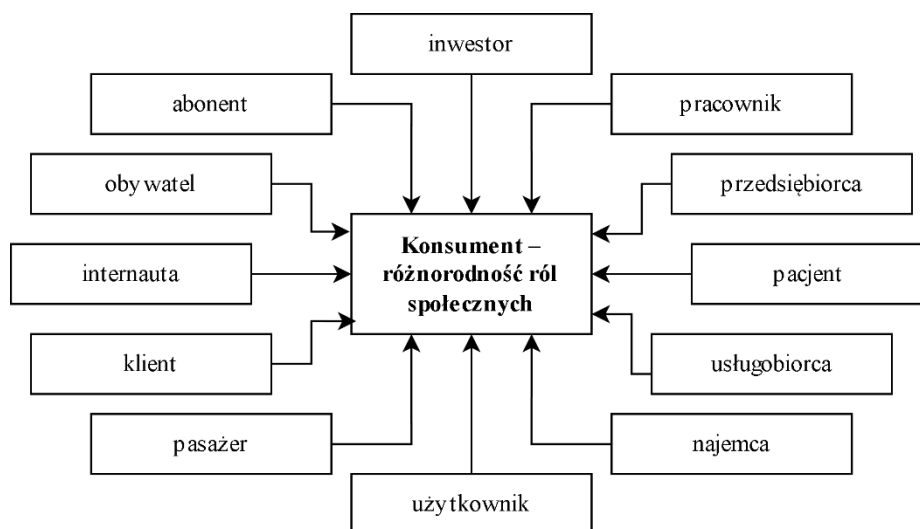 inwestor
abonent
pracownik
obywatel
przedsiębiorca
Konsument –
różnorodność ról
społecznych
internauta
pacjent
klient
usługobiorca
pasażer
najemca
użytkownik